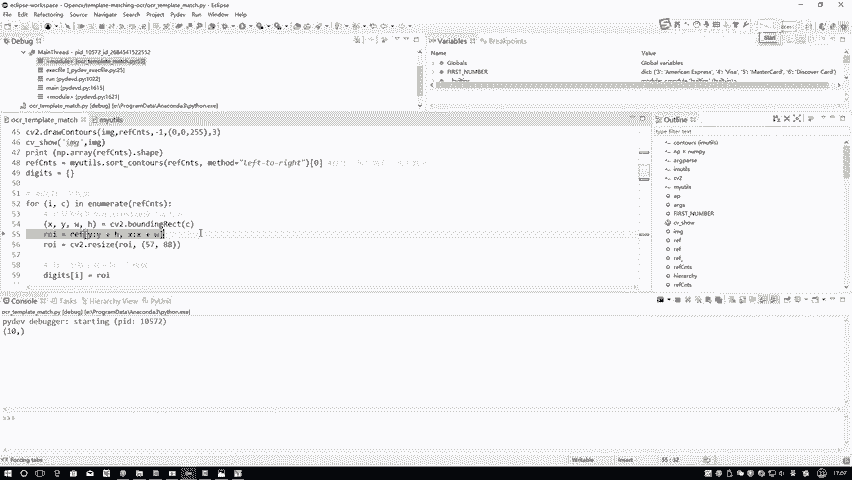 eclipse-workspace - Opencv/template-matching-ocr/ocr_template_match.py - Eclipse
File Edit Refactoring Source Navigate Search Project Pydev Run Window Help
Start
Debug
MainThread - pid_10572_id_2684541522552
<module> [ocr_template_match.py:55]
execfile [_pydev_execfile.py:25]
run [pydevd.py:1022]
main [pydevd.py:1615]
<module> [pydevd.py:1621]
ocr_template_match.py [debug] [e:\ProgramData\Anaconda3\python.exe]
Variables Breakpoints
Name Value
Globals Global variables
FIRST_NUMBER dict: {'3': 'American Express', '4': 'Visa', '5': 'MasterCard', '6': 'Discover Card'}
ocr_template_match myutils
45 cv2.drawContours(img,refCnts,-1,(0,0,255),3)
46 cv_show('img',img)
47 print (np.array(refCnts).shape)
48 refCnts = myutils.sort_contours(refCnts, method="left-to-right")[0]
49 digits = {}
50
51
52 for (i, c) in enumerate(refCnts):
53
54 (x, y, w, h) = cv2.boundingRect(c)
55 roi = ref[y:y + h, x:x + w]
56 roi = cv2.resize(roi, (57, 88))
57
58
59 digits[i] = roi
Outline
type filter text
contours (imutils)
np = numpy
argparse
imutils
cv2
myutils
ap
args
FIRST_NUMBER
cv_show
img
ref
ref
ref_
refCnts
hierarchy
refCnts
Console Tasks Hierarchy View PyUnit
ocr_template_match.py [debug] [e:\ProgramData\Anaconda3\python.exe]
pydev debugger: starting (pid: 10572)
(10,)
>>>
Forcing tabs
Writable
Insert
55 : 32
17:07